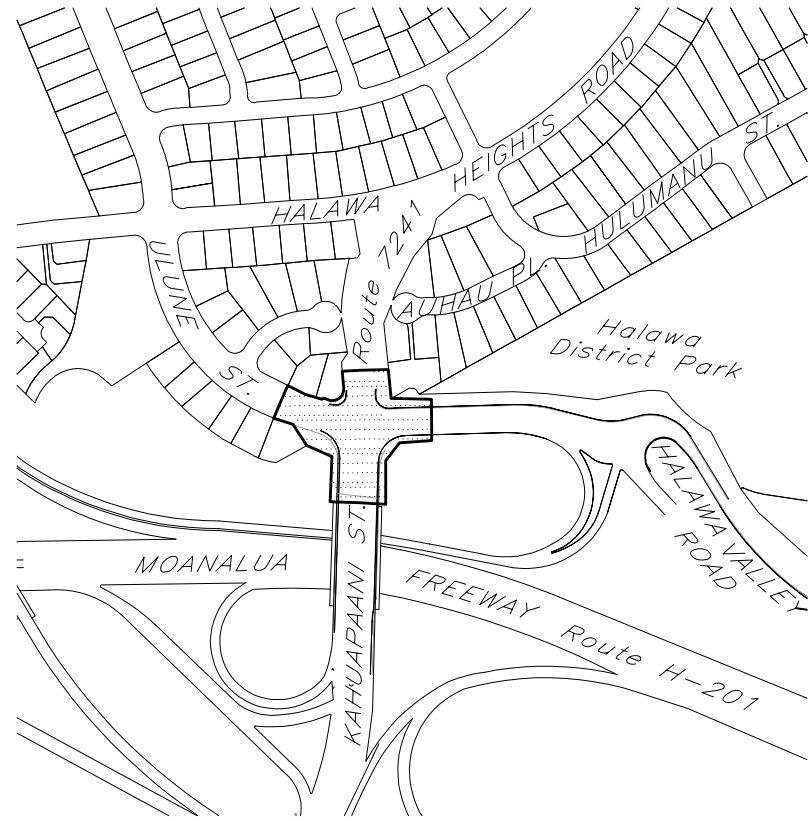 HALAWA HEIGHTS ROAD
Route 7241
HULUMANU ST.
AUHAU PL.
ULUNE ST.
Halawa
District Park
HALAWA VALLEY
ROAD
KAHUAPAANI ST.
MOANALUA FREEWAY Route H-201